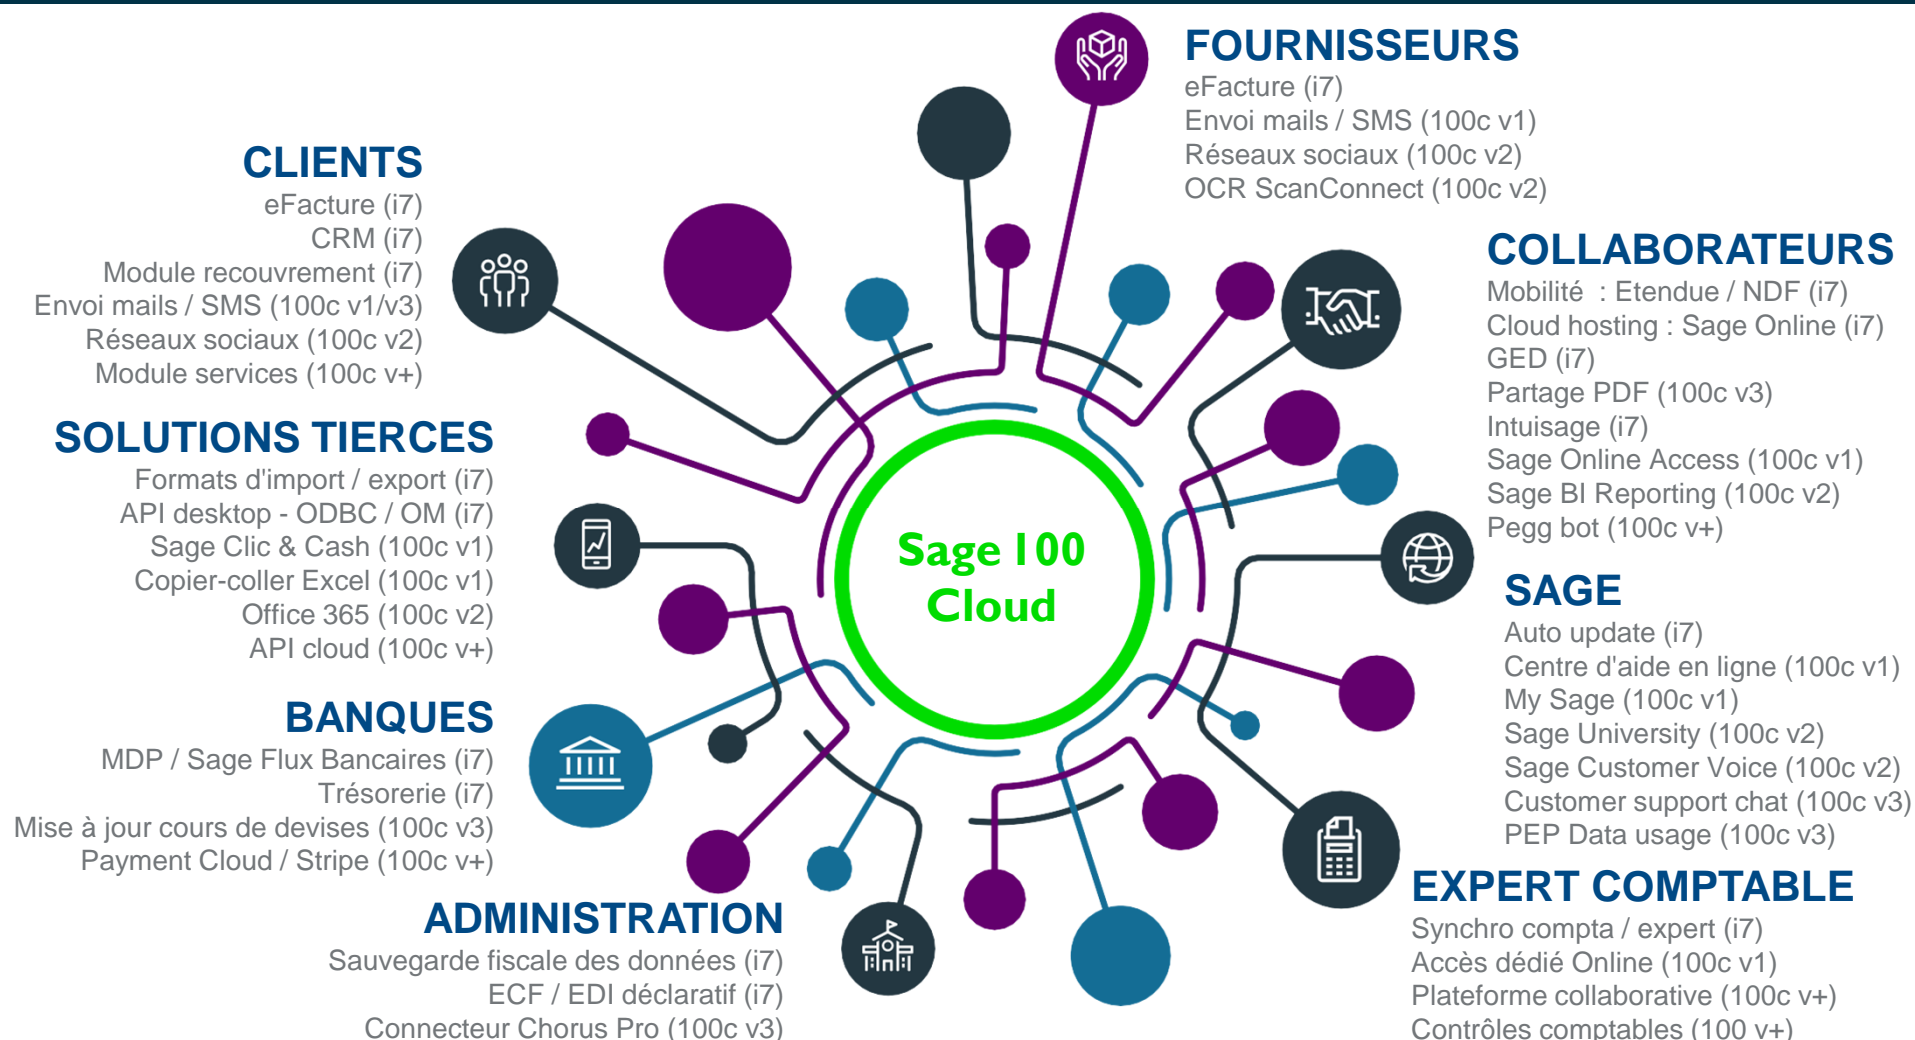 FOURNISSEURS
eFacture (i7)
Envoi mails / SMS (100c v1)
Réseaux sociaux (100c v2)
OCR ScanConnect (100c v2)
CLIENTS
eFacture (i7)
CRM (i7)
Module recouvrement (i7)
Envoi mails / SMS (100c v1/v3)
Réseaux sociaux (100c v2)
Module services (100c v+)
COLLABORATEURS
Mobilité : Etendue / NDF (i7)
Cloud hosting : Sage Online (i7)
GED (i7)
Partage PDF (100c v3)
Intuisage (i7)
Sage Online Access (100c v1)
Sage BI Reporting (100c v2)
Pegg bot (100c v+)
SOLUTIONS TIERCES
Formats d'import / export (i7)
API desktop - ODBC / OM (i7)
Sage Clic & Cash (100c v1)
Copier-coller Excel (100c v1)
Office 365 (100c v2)
API cloud (100c v+)
Sage 100
Cloud
SAGE
Auto update (i7)
Centre d'aide en ligne (100c v1)
My Sage (100c v1)
Sage University (100c v2)
Sage Customer Voice (100c v2)
Customer support chat (100c v3)
PEP Data usage (100c v3)
BANQUES
MDP / Sage Flux Bancaires (i7)
Trésorerie (i7)
Mise à jour cours de devises (100c v3)
Payment Cloud / Stripe (100c v+)
EXPERT COMPTABLE
Synchro compta / expert (i7)
Accès dédié Online (100c v1)
Plateforme collaborative (100c v+)
Contrôles comptables (100 v+)
ADMINISTRATION
Sauvegarde fiscale des données (i7)
ECF / EDI déclaratif (i7)
Connecteur Chorus Pro (100c v3)